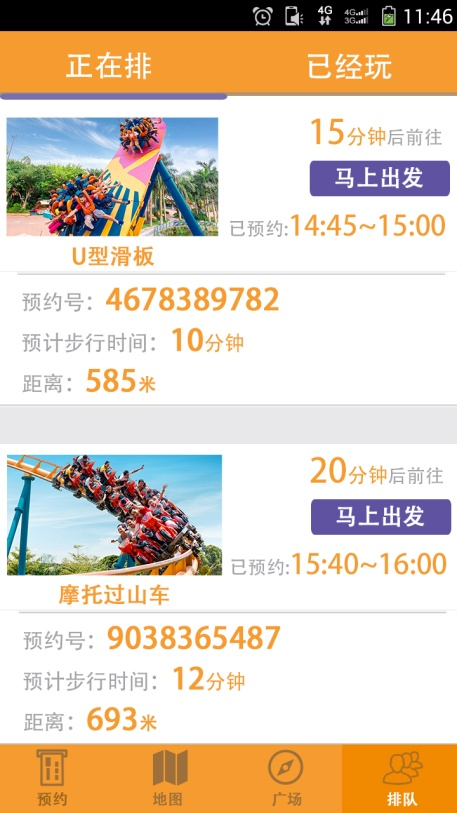 4G 4G 3G 11:46
正在排 已经玩
15分钟后前往
马上出发
已预约:14:45~15:00
U型滑板
预约号：4678389782
预计步行时间：10分钟
距离：585米
20分钟后前往
马上出发
已预约:15:40~16:00
摩托过山车
预约号：9038365487
预计步行时间：12分钟
距离：693米
预约 地图 广场 排队